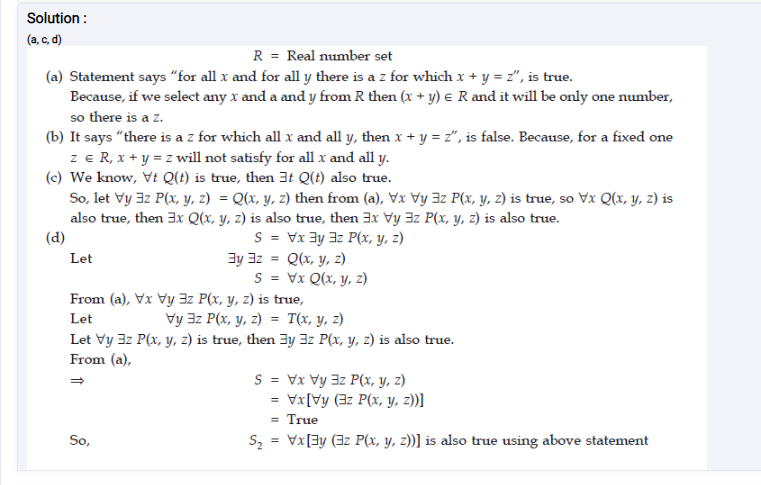 Solution :
(a, c, d)
R = Real number set
(a) Statement says “for all x and for all y there is a z for which x + y = z”, is true.
Because, if we select any x and a and y from R then (x + y) ∈ R and it will be only one number,
so there is a z.
(b) It says “there is a z for which all x and all y, then x + y = z”, is false. Because, for a fixed one
z ∈ R, x + y = z will not satisfy for all x and all y.
(c) We know, ∀t Q(t) is true, then ∃t Q(t) also true.
So, let ∀y ∃z P(x, y, z) = Q(x, y, z) then from (a), ∀x ∀y ∃z P(x, y, z) is true, so ∀x Q(x, y, z) is
also true, then ∃x Q(x, y, z) is also true, then ∃x ∀y ∃z P(x, y, z) is also true.
(d) S = ∀x ∃y ∃z P(x, y, z)
Let ∃y ∃z = Q(x, y, z)
S = ∀x Q(x, y, z)
From (a), ∀x ∀y ∃z P(x, y, z) is true,
Let ∀y ∃z P(x, y, z) = T(x, y, z)
Let ∀y ∃z P(x, y, z) is true, then ∃y ∃z P(x, y, z) is also true.
From (a),
⇒ S = ∀x ∀y ∃z P(x, y, z)
= ∀x[∀y (∃z P(x, y, z))]
= True
So, S₂ = ∀x[∃y (∃z P(x, y, z))] is also true using above statement